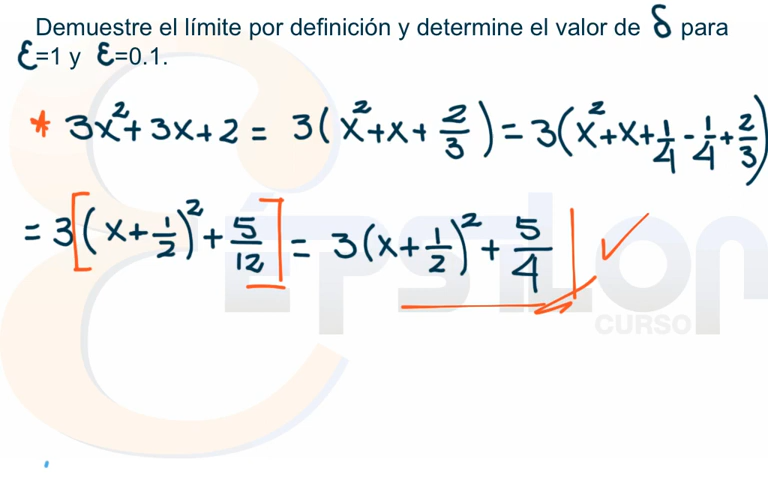 Demuestre el límite por definición y determine el valor de δ para
ε=1 y ε=0.1.
* 3x²+3x+2 = 3(x²+x+2/3) = 3(x²+x+1/4-1/4+2/3)
= 3[(x+1/2)²+5/12] = 3(x+1/2)²+5/4 ✓
EPSILON
CURSO